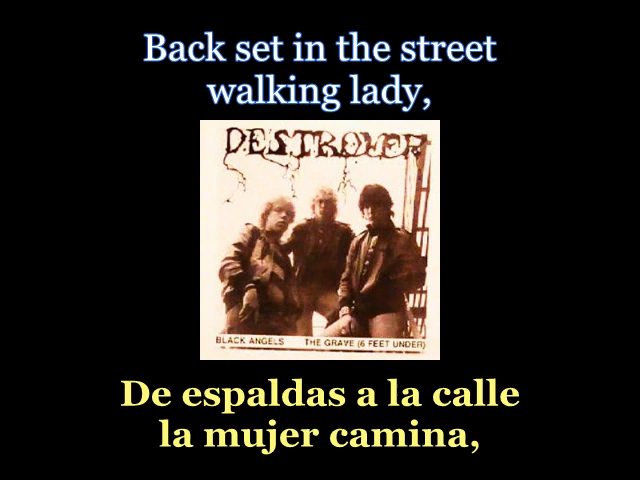 Back set in the street
walking lady,
DESTROYER
BLACK ANGELS THE GRAVE (6 FEET UNDER)
De espaldas a la calle
la mujer camina,